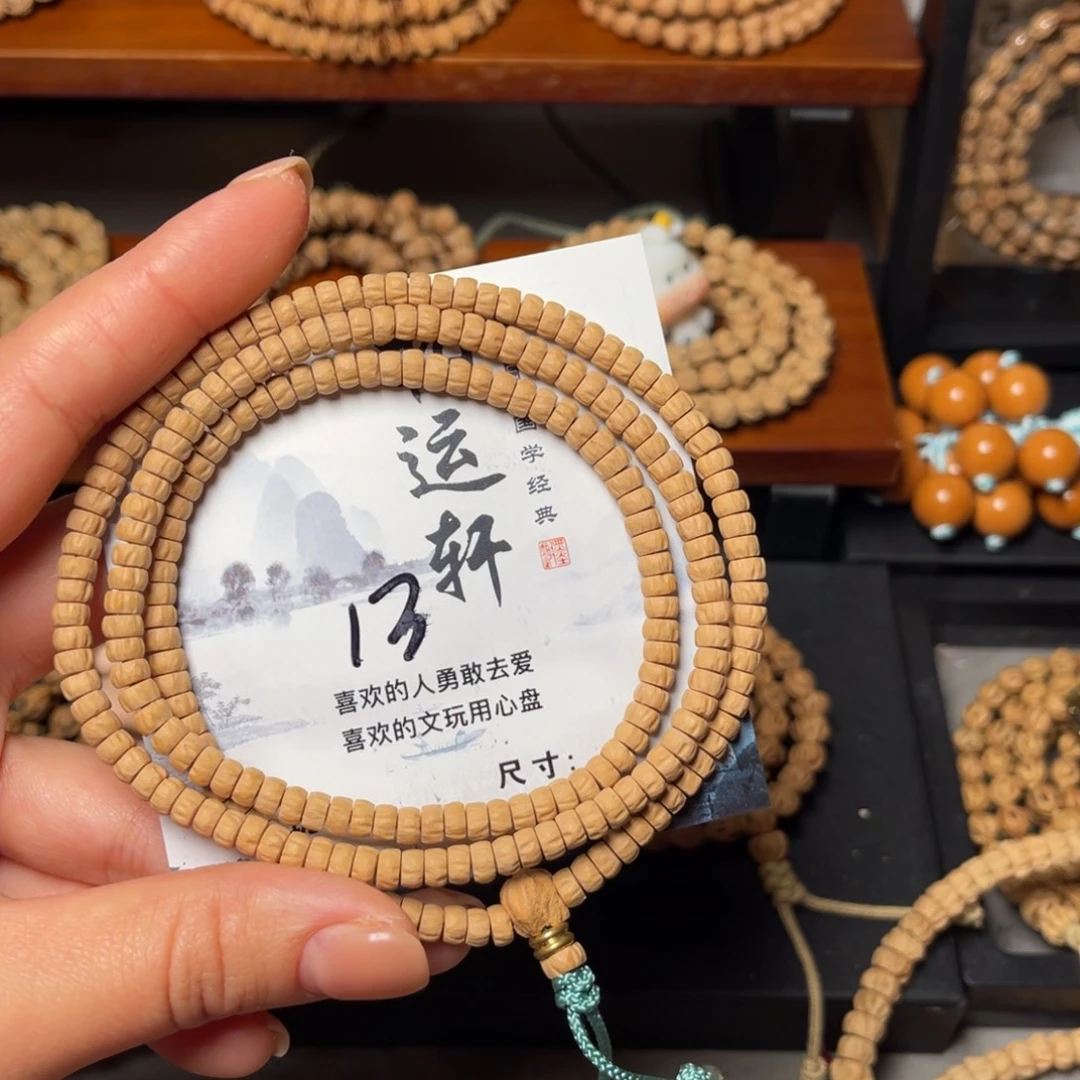 国学经典
运轩
13
喜欢的人勇敢去爱
喜欢的文玩用心盘
尺寸: